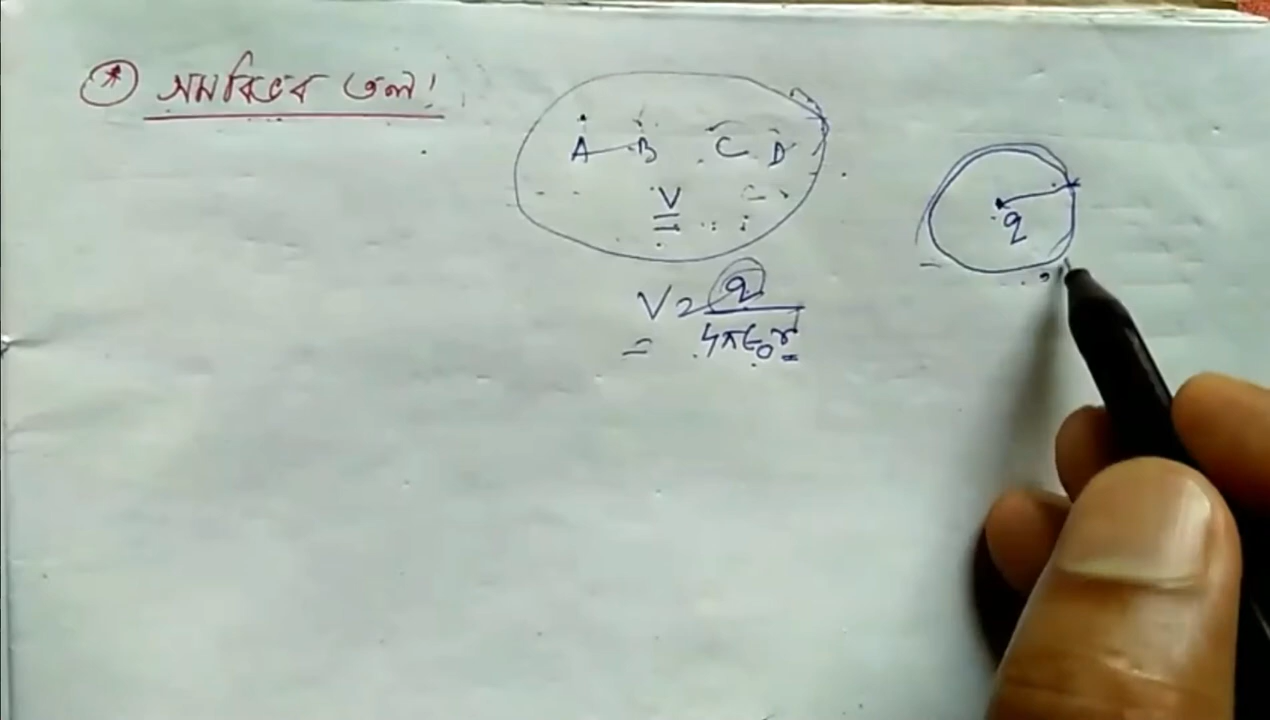 * সমবিভব তল।
A B C D
V
q
V = q / 4πε₀r
=